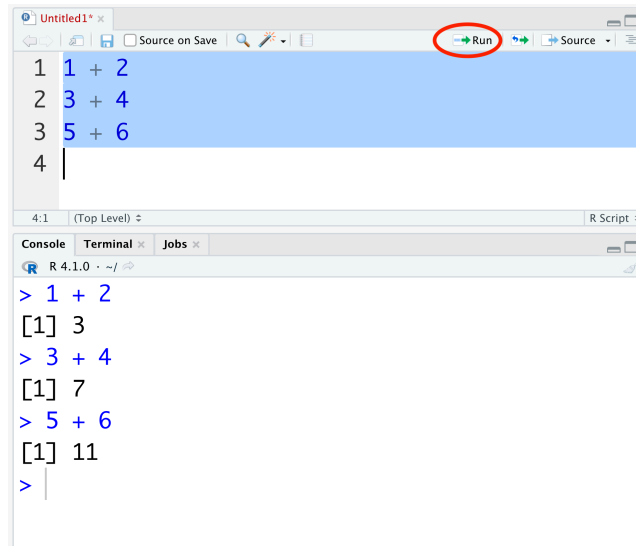 Untitled1* ×
Source on Save Run Source
1 1 + 2
2 3 + 4
3 5 + 6
4
4:1 (Top Level) R Script
Console Terminal × Jobs ×
R R 4.1.0 · ~/
> 1 + 2
[1] 3
> 3 + 4
[1] 7
> 5 + 6
[1] 11
>